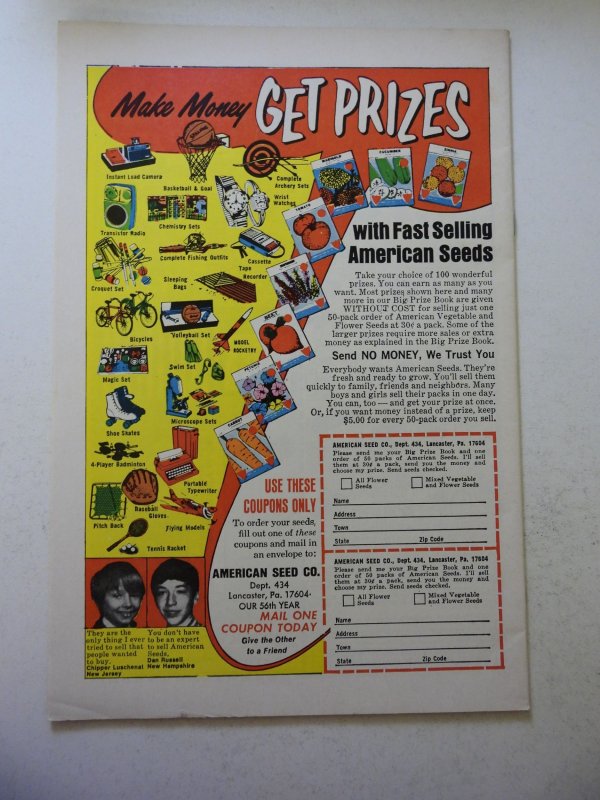 Make Money GET PRIZES
Instant Load Camera
Basketball & Goal
Complete
Archery Sets
Wrist
Watches
Transistor Radio
Chemistry Sets
Complete Fishing Outfits
Cassette
Tape
Recorder
Croquet Set
Sleeping
Bags
Bicycles
Volleyball Set
MODEL
ROCKETRY
Magic Set
Swim Set
Shoe Skates
Microscope Sets
4-Player Badminton
Portable
Typewriter
Pitch Back
Baseball
Gloves
Flying Models
Tennis Racket
MARIGOLD
CUCUMBER
ZINNIA
TOMATO
BEET
PETUNIA
CARROT
with Fast Selling
American Seeds
Take your choice of 100 wonderful
prizes. You can earn as many as you
want. Most prizes shown here and many
more in our Big Prize Book are given
WITHOUT COST for selling just one
50-pack order of American Vegetable and
Flower Seeds at 30¢ a pack. Some of the
larger prizes require more sales or extra
money as explained in the Big Prize Book.
Send NO MONEY, We Trust You
Everybody wants American Seeds. They're
fresh and ready to grow. You'll sell them
quickly to family, friends and neighbors. Many
boys and girls sell their packs in one day.
You can, too — and get your prize at once.
Or, if you want money instead of a prize, keep
$5.00 for every 50-pack order you sell.
USE THESE
COUPONS ONLY
To order your seeds,
fill out one of these
coupons and mail in
an envelope to:
AMERICAN SEED CO.
Dept. 434
Lancaster, Pa. 17604
OUR 56th YEAR
MAIL ONE
COUPON TODAY
Give the Other
to a Friend
They are the
only thing I ever
tried to sell that
people wanted
to buy.
Chipper Luschenat
New Jersey
You don't have
to be an expert
to sell American
Seeds.
Dan Russell
New Hampshire
AMERICAN SEED CO., Dept. 434, Lancaster, Pa. 17604
Please send me your Big Prize Book and one
order of 50 packs of American Seeds. I'll sell
them at 30¢ a pack, send you the money and
choose my prize. Send seeds checked.
All Flower
Seeds
Mixed Vegetable
and Flower Seeds
Name
Address
Town
State Zip Code
AMERICAN SEED CO., Dept. 434, Lancaster, Pa. 17604
Please send me your Big Prize Book and one
order of 50 packs of American Seeds. I'll sell
them at 30¢ a pack, send you the money and
choose my prize. Send seeds checked.
All Flower
Seeds
Mixed Vegetable
and Flower Seeds
Name
Address
Town
State Zip Code